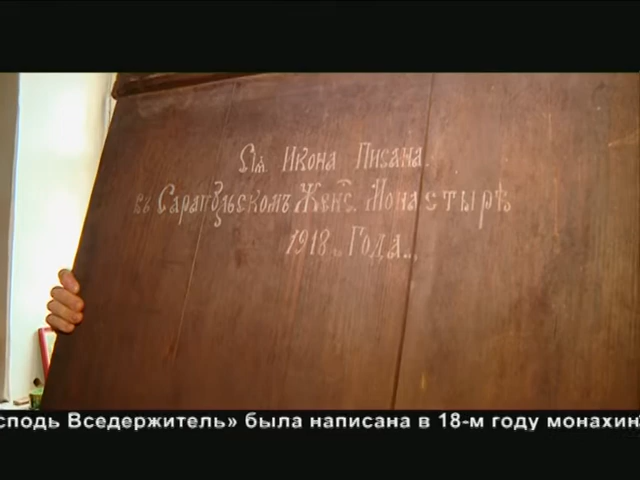 Сія Икона Писана.
въ Сарапульскомъ Женс. Монастырѣ
1918 „ Года...
сподь Вседержитель» была написана в 18-м году монахин